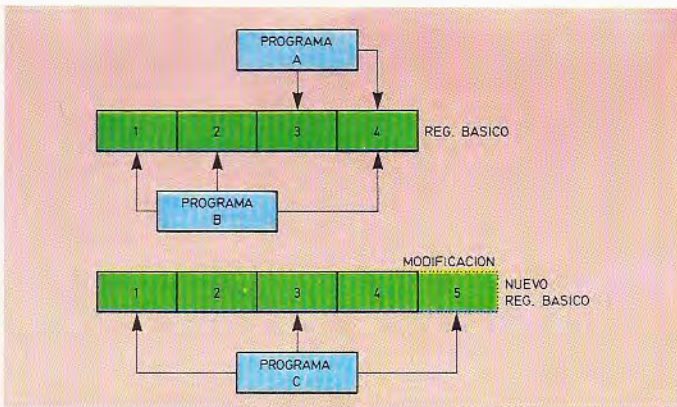 PROGRAMA
A
1
2
3
4
REG. BASICO
PROGRAMA
B
MODIFICACION
1
2
3
4
5
NUEVO
REG. BASICO
PROGRAMA
C